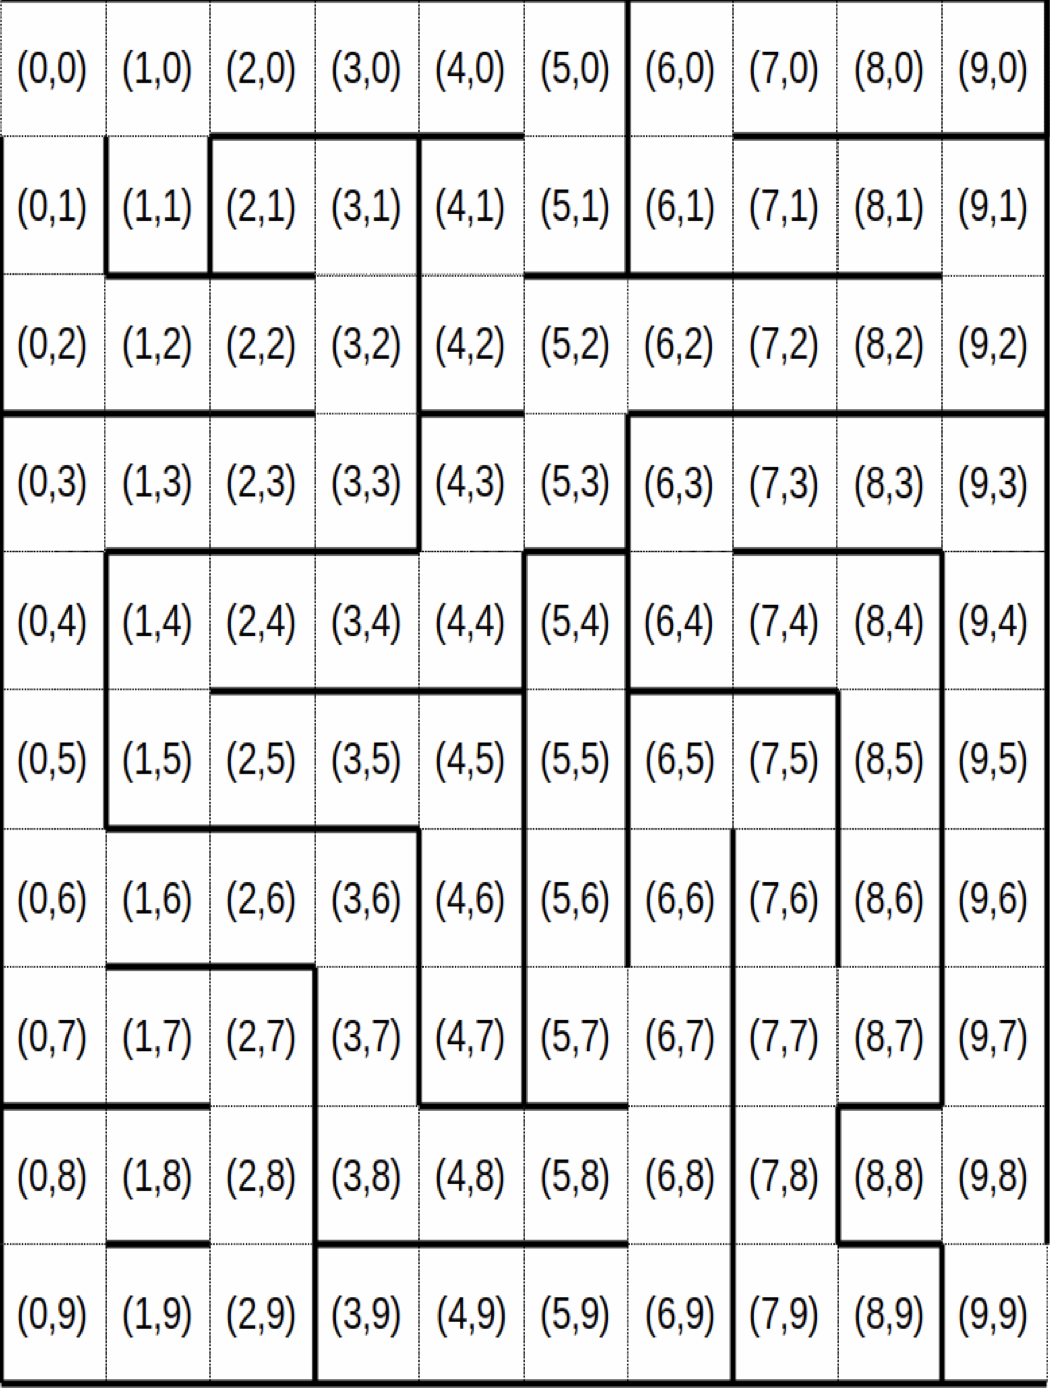 (0,0) (1,0) (2,0) (3,0) (4,0) (5,0) (6,0) (7,0) (8,0) (9,0)
(0,1) (1,1) (2,1) (3,1) (4,1) (5,1) (6,1) (7,1) (8,1) (9,1)
(0,2) (1,2) (2,2) (3,2) (4,2) (5,2) (6,2) (7,2) (8,2) (9,2)
(0,3) (1,3) (2,3) (3,3) (4,3) (5,3) (6,3) (7,3) (8,3) (9,3)
(0,4) (1,4) (2,4) (3,4) (4,4) (5,4) (6,4) (7,4) (8,4) (9,4)
(0,5) (1,5) (2,5) (3,5) (4,5) (5,5) (6,5) (7,5) (8,5) (9,5)
(0,6) (1,6) (2,6) (3,6) (4,6) (5,6) (6,6) (7,6) (8,6) (9,6)
(0,7) (1,7) (2,7) (3,7) (4,7) (5,7) (6,7) (7,7) (8,7) (9,7)
(0,8) (1,8) (2,8) (3,8) (4,8) (5,8) (6,8) (7,8) (8,8) (9,8)
(0,9) (1,9) (2,9) (3,9) (4,9) (5,9) (6,9) (7,9) (8,9) (9,9)